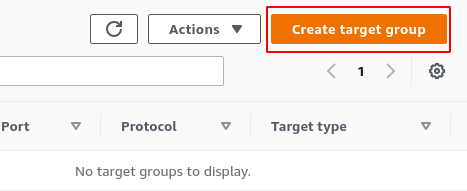 Actions Create target group
1
Port Protocol Target type
No target groups to display.